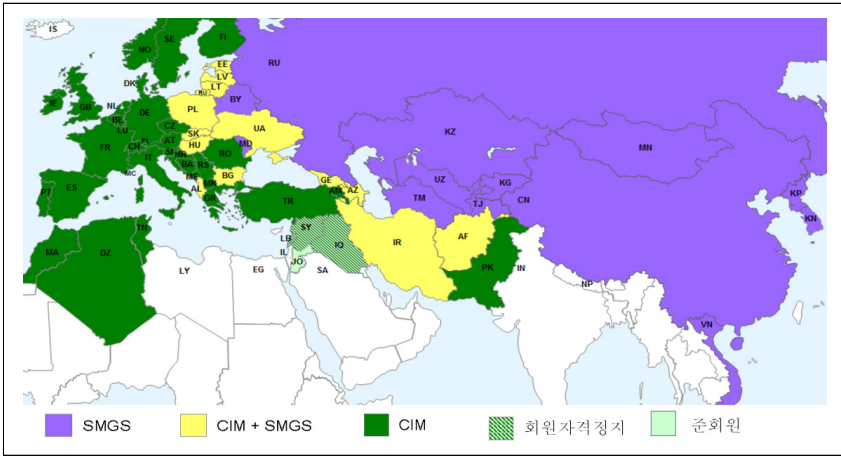 IS
NO
SE
FI
RU
EE
LV
LT
RU
DK
BY
IE
GB
NL
DE
PL
BE
LU
CZ
SK
UA
KZ
MN
FR
CH
AT
HU
MD
SI
HR
RO
IT
BA
RS
MC
ME
BG
AL
MK
GE
AM
AZ
UZ
KG
TM
TJ
CN
KP
KN
PT
ES
GR
TR
MA
DZ
TN
SY
LB
IL
IQ
JO
IR
AF
PK
IN
LY
EG
SA
NP
VN
SMGS CIM + SMGS CIM 회원자격정지 준회원